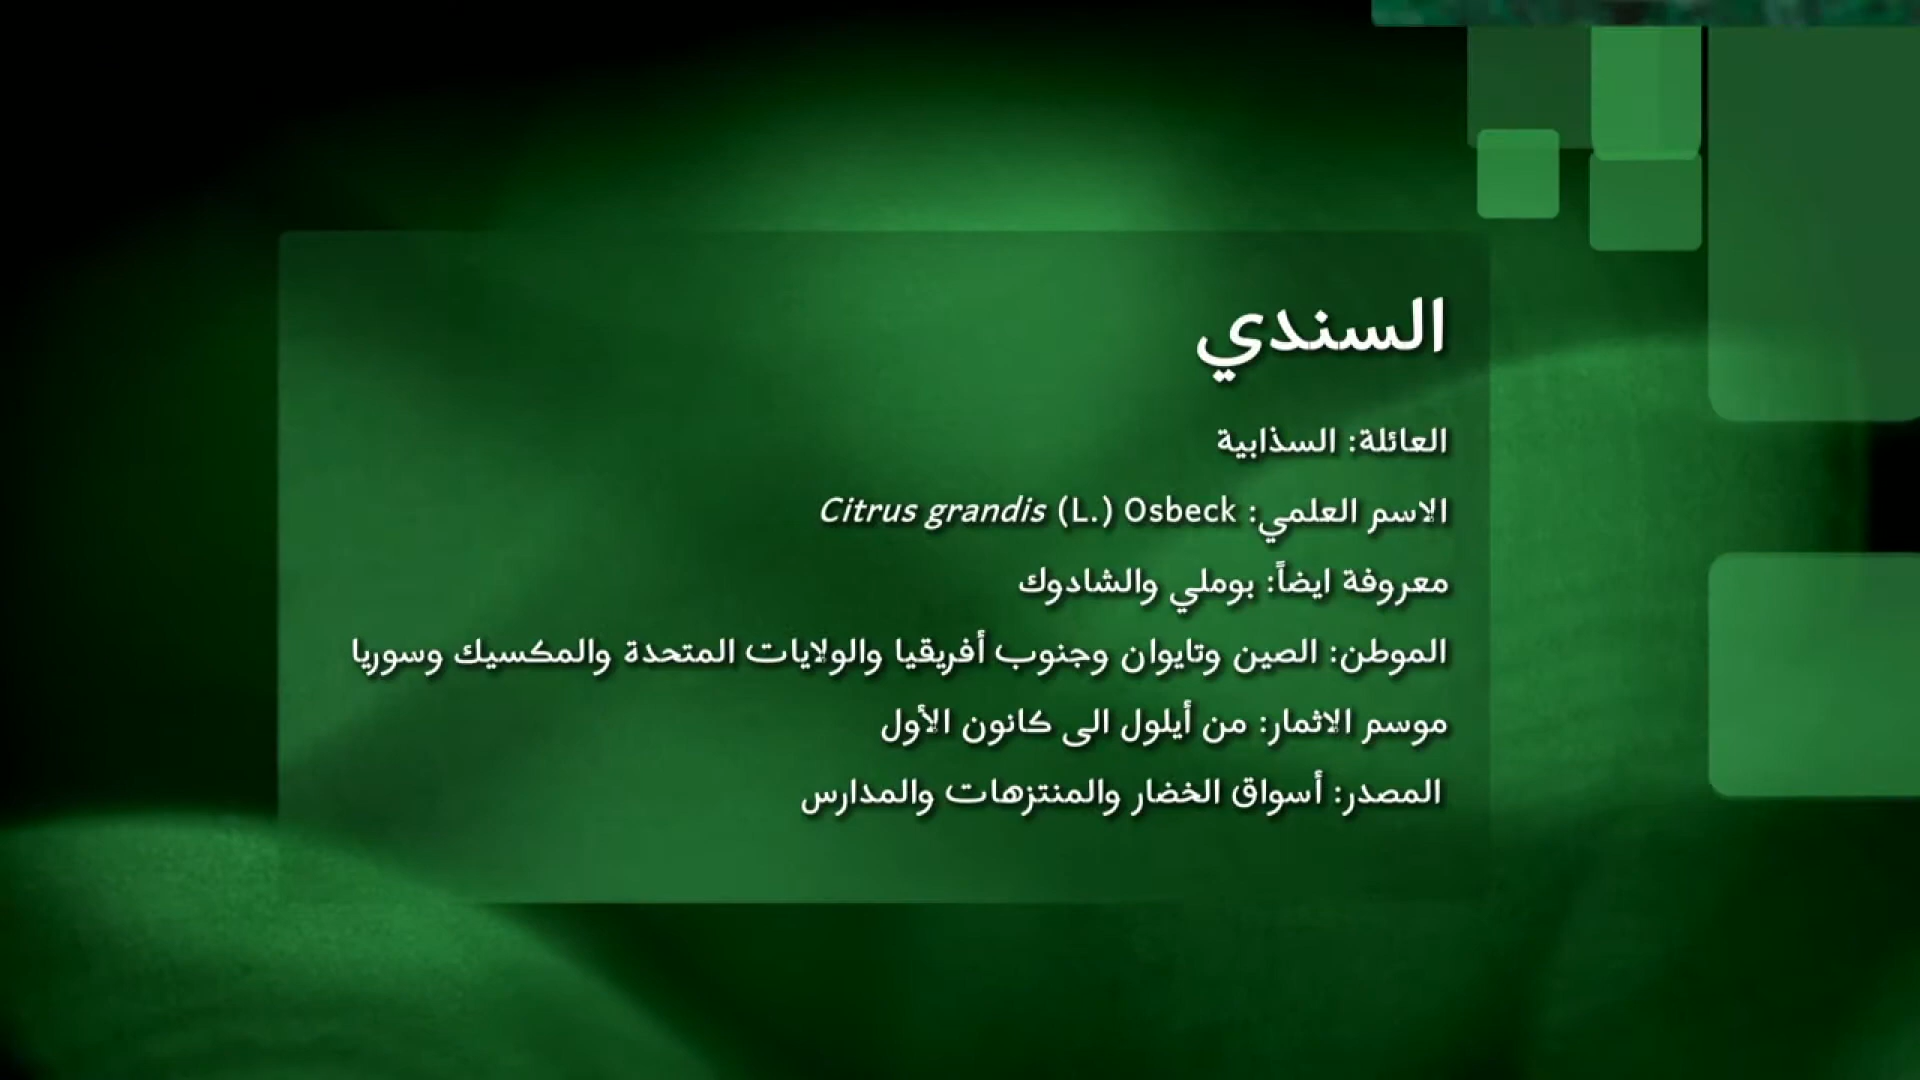 السندي
العائلة: السذابية
الاسم العلمي: Citrus grandis (L.) Osbeck
معروفة ايضاً: بوملي والشادوك
الموطن: الصين وتايوان وجنوب أفريقيا والولايات المتحدة والمكسيك وسوريا
موسم الاثمار: من أيلول الى كانون الأول
المصدر: أسواق الخضار والمنتزهات والمدارس